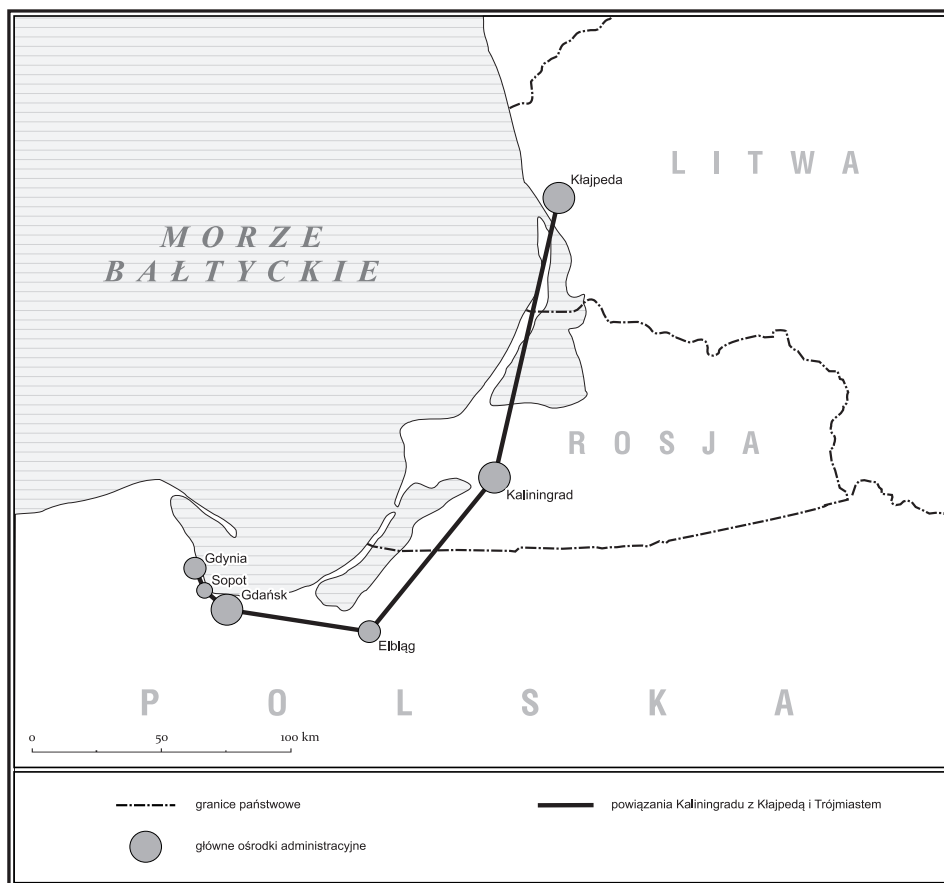 LITWA
Kłajpeda
MORZE
BAŁTYCKIE
ROSJA
Kaliningrad
Gdynia
Sopot
Gdańsk
Elbląg
POLSKA
0 50 100 km
granice państwowe
powiązania Kaliningradu z Kłajpedą i Trójmiastem
główne ośrodki administracyjne